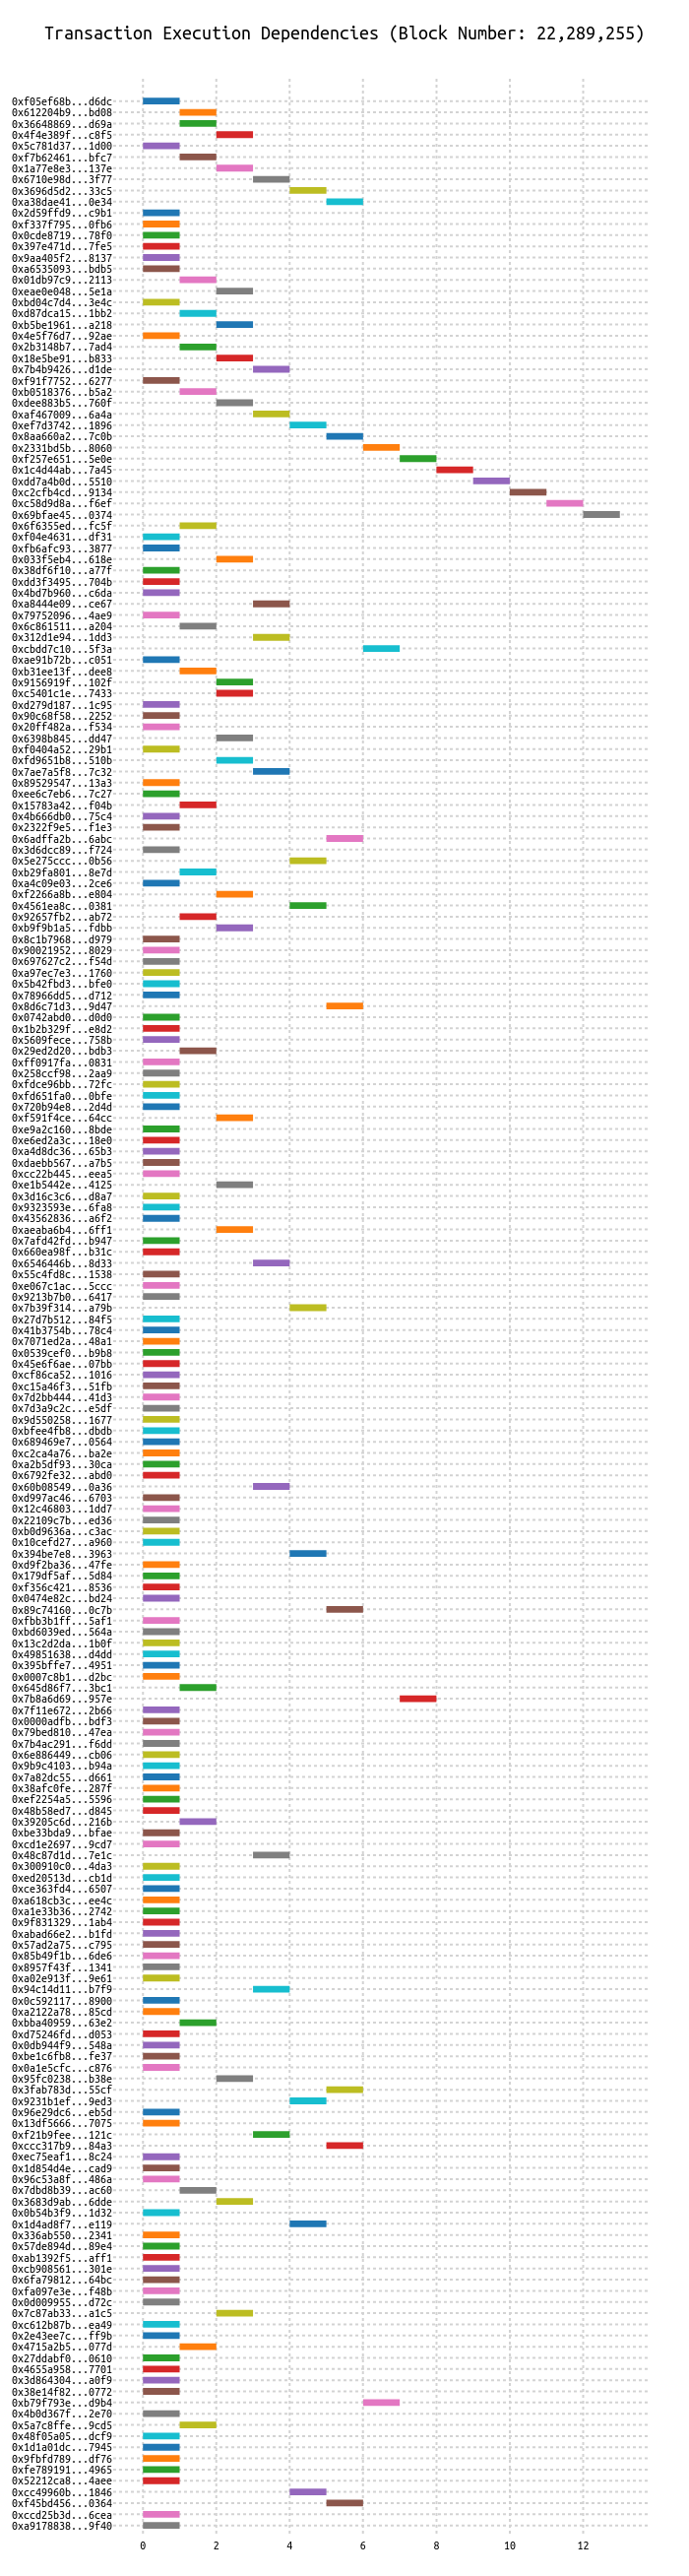 Transaction Execution Dependencies (Block Number: 22,289,255)
0xf05ef68b...d6dc
0x612204b9...bd08
0x36648869...d69a
0x4f4e389f...c8f5
0x5c781d37...1d00
0xf7b62461...bfc7
0x1a77e8e3...137e
0x6710e98d...3f77
0x3696d5d2...33c5
0xa38dae41...0e34
0x2d59ffd9...c9b1
0xf337f795...0fb6
0x0cde8719...78f0
0x397e471d...7fe5
0x9aa405f2...8137
0xa6535093...bdb5
0x01db97c9...2113
0xeae0e048...5e1a
0xbd04c7d4...3e4c
0xd87dca15...1bb2
0xb5be1961...a218
0x4e5f76d7...92ae
0x2b3148b7...7ad4
0x18e5be91...b833
0x7b4b9426...d1de
0xf91f7752...6277
0xb0518376...b5a2
0xdee883b5...760f
0xaf467009...6a4a
0xef7d3742...1896
0x8aa660a2...7c0b
0x2331bd5b...8060
0xf257e651...5e0e
0x1c4d44ab...7a45
0xdd7a4b0d...5510
0xc2cfb4cd...9134
0xc58d9d8a...f6ef
0x69bfae45...0374
0x6f6355ed...fc5f
0xf04e4631...df31
0xfb6afc93...3877
0x033f5eb4...618e
0x38df6f10...a77f
0xdd3f3495...704b
0x4bd7b960...c6da
0xa8444e09...ce67
0x79752096...4ae9
0x6c861511...a204
0x312d1e94...1dd3
0xcbdd7c10...5f3a
0xae91b72b...c051
0xb31ee13f...dee8
0x9156919f...102f
0xc5401c1e...7433
0xd279d187...1c95
0x90c68f58...2252
0x20ff482a...f534
0x6398b845...dd47
0xf0404a52...29b1
0xfd9651b8...510b
0x7ae7a5f8...7c32
0x89529547...13a3
0xee6c7eb6...7c27
0x15783a42...f04b
0x4b666db0...75c4
0x2322f9e5...f1e3
0x6adffa2b...6abc
0x3d6dcc89...f724
0x5e275ccc...0b56
0xb29fa801...8e7d
0xa4c09e03...2ce6
0xf2266a8b...e804
0x4561ea8c...0381
0x92657fb2...ab72
0xb9f9b1a5...fdbb
0x8c1b7968...d979
0x90021952...8029
0x697627c2...f54d
0xa97ec7e3...1760
0x5b42fbd3...bfe0
0x78966dd5...d712
0x8d6c71d3...9d47
0x0742abd0...d0d0
0x1b2b329f...e8d2
0x5609fece...758b
0x29ed2d20...bdb3
0xff0917fa...0831
0x258ccf98...2aa9
0xfdce96bb...72fc
0xfd651fa0...0bfe
0x720b94e8...2d4d
0xf591f4ce...64cc
0xe9a2c160...8bde
0xe6ed2a3c...18e0
0xa4d8dc36...65b3
0xdaebb567...a7b5
0xcc22b445...eea5
0xe1b5442e...4125
0x3d16c3c6...d8a7
0x9323593e...6fa8
0x43562836...a6f2
0xaeaba6b4...6ff1
0x7afd42fd...b947
0x660ea98f...b31c
0x6546446b...8d33
0x55c4fd8c...1538
0xe067c1ac...5ccc
0x9213b7b0...6417
0x7b39f314...a79b
0x27d7b512...84f5
0x41b3754b...78c4
0x7071ed2a...48a1
0x0539cef0...b9b8
0x45e6f6ae...07bb
0xcf86ca52...1016
0xc15a46f3...51fb
0x7d2bb444...41d3
0x7d3a9c2c...e5df
0x9d550258...1677
0xbfee4fb8...dbdb
0x689469e7...0564
0xc2ca4a76...ba2e
0xa2b5df93...30ca
0x6792fe32...abd0
0x60b08549...0a36
0xd997ac46...6703
0x12c46803...1dd7
0x22109c7b...ed36
0xb0d9636a...c3ac
0x10cefd27...a960
0x394be7e8...3963
0xd9f2ba36...47fe
0x179df5af...5d84
0xf356c421...8536
0x0474e82c...bd24
0x89c74160...0c7b
0xfbb3b1ff...5af1
0xbd6039ed...564a
0x13c2d2da...1b0f
0x49851638...d4dd
0x395bffe7...4951
0x0007c8b1...d2bc
0x645d86f7...3bc1
0x7b8a6d69...957e
0x7f11e672...2b66
0x0000adfb...bdf3
0x79bed810...47ea
0x7b4ac291...f6dd
0x6e886449...cb06
0x9b9c4103...b94a
0x7a82dc55...d661
0x38afc0fe...287f
0xef2254a5...5596
0x48b58ed7...d845
0x39205c6d...216b
0xbe33bda9...bfae
0xcd1e2697...9cd7
0x48c87d1d...7e1c
0x300910c0...4da3
0xed20513d...cb1d
0xce363fd4...6507
0xa618cb3c...ee4c
0xa1e33b36...2742
0x9f831329...1ab4
0xabad66e2...b1fd
0x57ad2a75...c795
0x85b49f1b...6de6
0x8957f43f...1341
0xa02e913f...9e61
0x94c14d11...b7f9
0x0c592117...8900
0xa2122a78...85cd
0xbba40959...63e2
0xd75246fd...d053
0x0db944f9...548a
0xbe1c6fb8...fe37
0x0a1e5cfc...c876
0x95fc0238...b38e
0x3fab783d...55cf
0x9231b1ef...9ed3
0x96e29dc6...eb5d
0x13df5666...7075
0xf21b9fee...121c
0xccc317b9...84a3
0xec75eaf1...8c24
0x1d854d4e...cad9
0x96c53a8f...486a
0x7dbd8b39...ac60
0x3683d9ab...6dde
0x0b54b3f9...1d32
0x1d4ad8f7...e119
0x336ab550...2341
0x57de894d...89e4
0xab1392f5...aff1
0xcb908561...301e
0x6fa79812...64bc
0xfa097e3e...f48b
0x0d009955...d72c
0x7c87ab33...a1c5
0xc612b87b...ea49
0x2e43ee7c...ff9b
0x4715a2b5...077d
0x27ddabf0...0610
0x4655a958...7701
0x3d864304...a0f9
0x38e14f82...0772
0xb79f793e...d9b4
0x4b0d367f...2e70
0x5a7c8ffe...9cd5
0x48f05a05...dcf9
0x1d1a01dc...7945
0x9fbfd789...df76
0xfe789191...4965
0x52212ca8...4aee
0xcc49960b...1846
0xf45bd456...0364
0xccd25b3d...6cea
0xa9178838...9f40
0 2 4 6 8 10 12